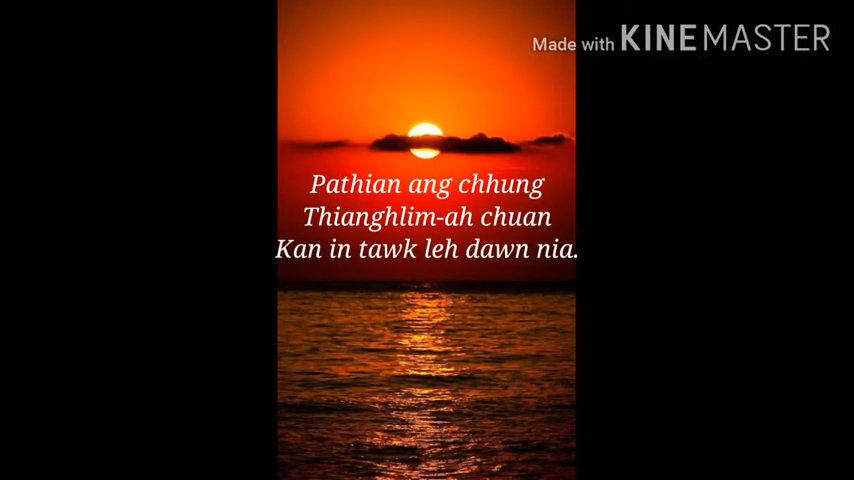 Made with KINEMASTER
Pathian ang chhung
Thianghlim-ah chuan
Kan in tawk leh dawn nia.